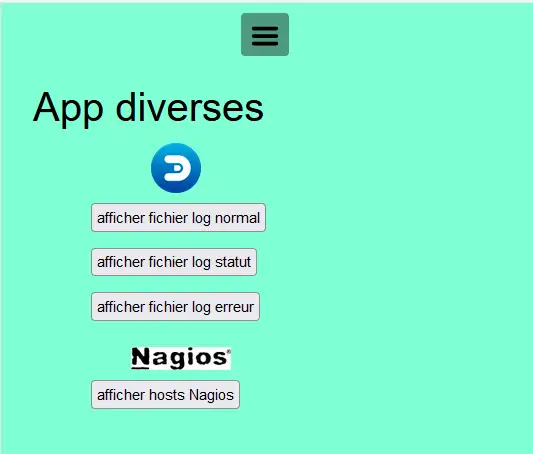 App diverses
afficher fichier log normal
afficher fichier log statut
afficher fichier log erreur
Nagios®
afficher hosts Nagios